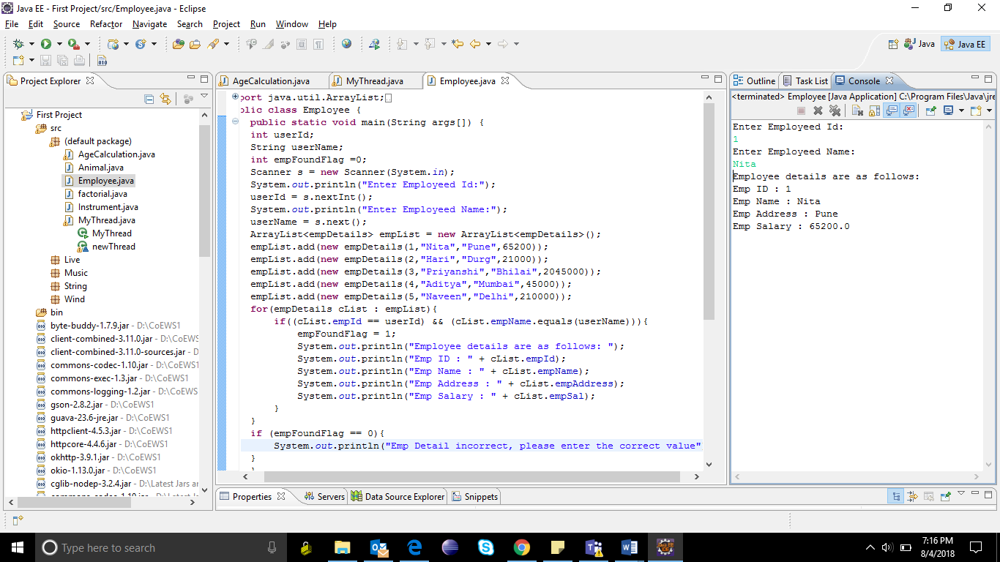 Java EE - First Project/src/Employee.java - Eclipse
File Edit Source Refactor Navigate Search Project Run Window Help
Java Java EE
Project Explorer
First Project
src
(default package)
AgeCalculation.java
Animal.java
Employee.java
factorial.java
Instrument.java
MyThread.java
MyThread
newThread
Live
Music
String
Wind
bin
byte-buddy-1.7.9.jar - D:\CoEWS1
client-combined-3.11.0.jar - D:\CoEWS
client-combined-3.11.0-sources.jar - D
commons-codec-1.10.jar - D:\CoEWS1
commons-exec-1.3.jar - D:\CoEWS1
commons-logging-1.2.jar - D:\CoEWS
gson-2.8.2.jar - D:\CoEWS1
guava-23.6-jre.jar - D:\CoEWS1
httpclient-4.5.3.jar - D:\CoEWS1
httpcore-4.4.6.jar - D:\CoEWS1
okhttp-3.9.1.jar - D:\CoEWS1
okio-1.13.0.jar - D:\CoEWS1
cglib-nodep-3.2.4.jar - D:\Latest Jars ar
AgeCalculation.java MyThread.java Employee.java
port java.util.ArrayList;
blic class Employee {
public static void main(String args[]) {
int userId;
String userName;
int empFoundFlag =0;
Scanner s = new Scanner(System.in);
System.out.println("Enter Employeed Id:");
userId = s.nextInt();
System.out.println("Enter Employeed Name:");
userName = s.next();
ArrayList<empDetails> empList = new ArrayList<empDetails>();
empList.add(new empDetails(1,"Nita","Pune",65200));
empList.add(new empDetails(2,"Hari","Durg",21000));
empList.add(new empDetails(3,"Priyanshi","Bhilai",2045000));
empList.add(new empDetails(4,"Aditya","Mumbai",45000));
empList.add(new empDetails(5,"Naveen","Delhi",210000));
for(empDetails cList : empList){
if((cList.empId == userId) && (cList.empName.equals(userName))){
empFoundFlag = 1;
System.out.println("Employee details are as follows: ");
System.out.println("Emp ID : " + cList.empId);
System.out.println("Emp Name : " + cList.empName);
System.out.println("Emp Address : " + cList.empAddress);
System.out.println("Emp Salary : " + cList.empSal);
}
}
if (empFoundFlag == 0){
System.out.println("Emp Detail incorrect, please enter the correct value"
}
Outline Task List Console
<terminated> Employee [Java Application] C:\Program Files\Java\jre
Enter Employeed Id:
1
Enter Employeed Name:
Nita
Employee details are as follows:
Emp ID : 1
Emp Name : Nita
Emp Address : Pune
Emp Salary : 65200.0
Properties Servers Data Source Explorer Snippets
Type here to search
7:16 PM
8/4/2018